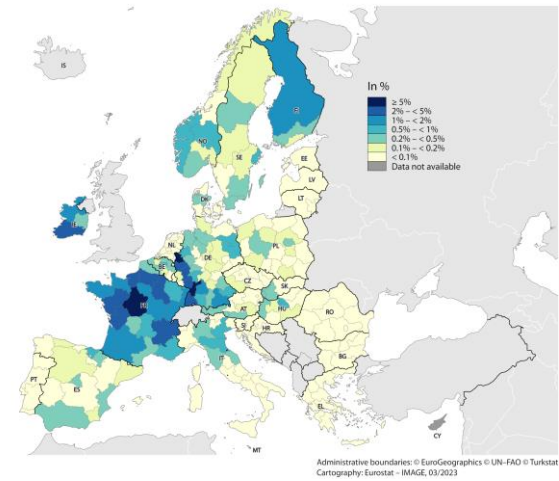 IS
In %
≥ 5%
2% – < 5%
1% – < 2%
0.5% – < 1%
0.2% – < 0.5%
0.1% – < 0.2%
< 0.1%
Data not available
FI
NO
SE
EE
LV
LT
DK
IE
NL
PL
DE
BE
CZ
SK
FR
AT
HU
RO
SI
HR
IT
BG
PT
ES
EL
CY
MT
Administrative boundaries: © EuroGeographics © UN–FAO © Turkstat
Cartography: Eurostat – IMAGE, 03/2023